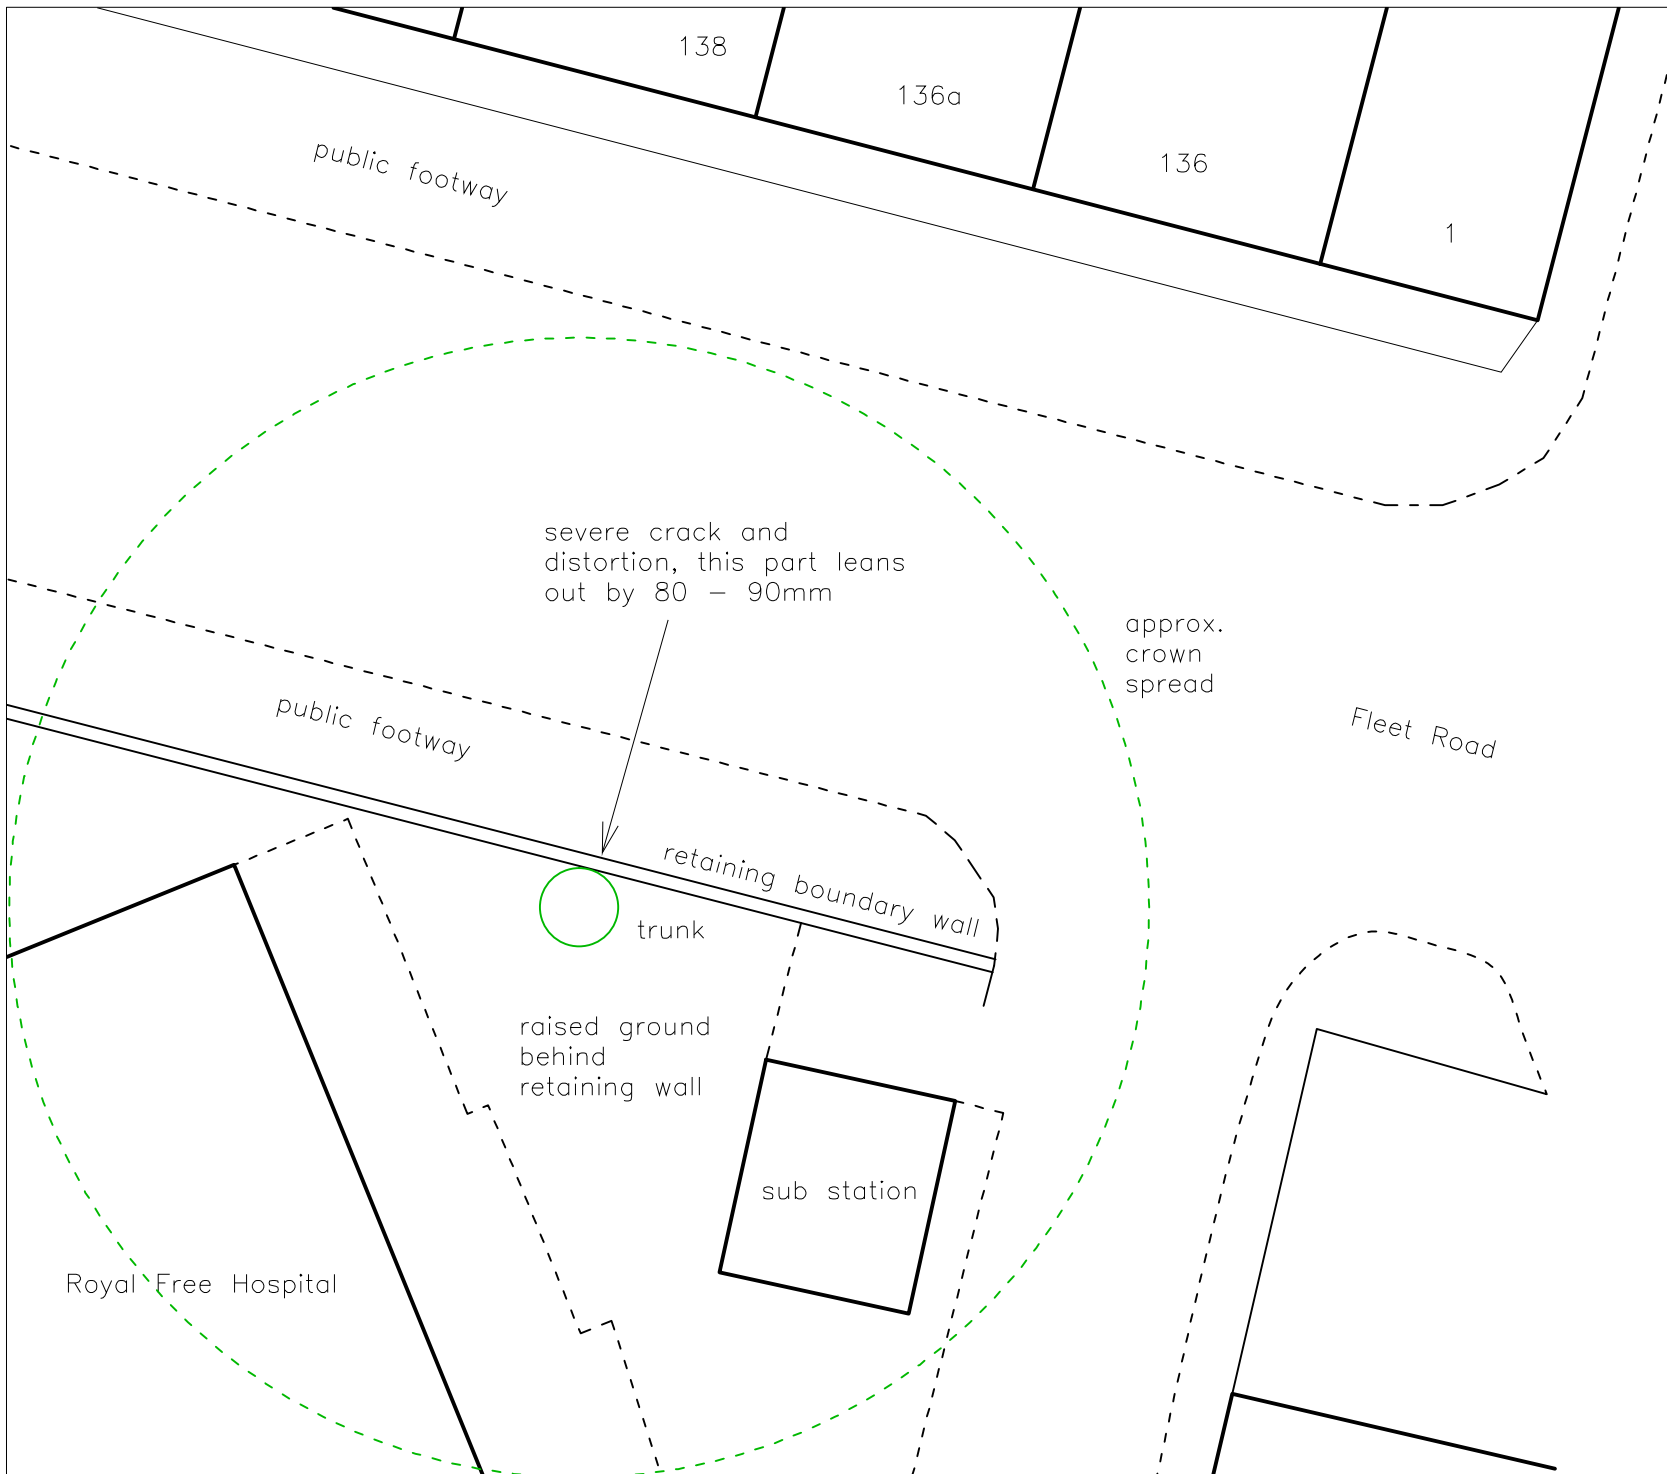 138
136a
136
1
public footway
severe crack and
distortion, this part leans
out by 80 – 90mm
approx.
crown
spread
Fleet Road
public footway
retaining boundary wall
trunk
raised ground
behind
retaining wall
sub station
Royal Free Hospital